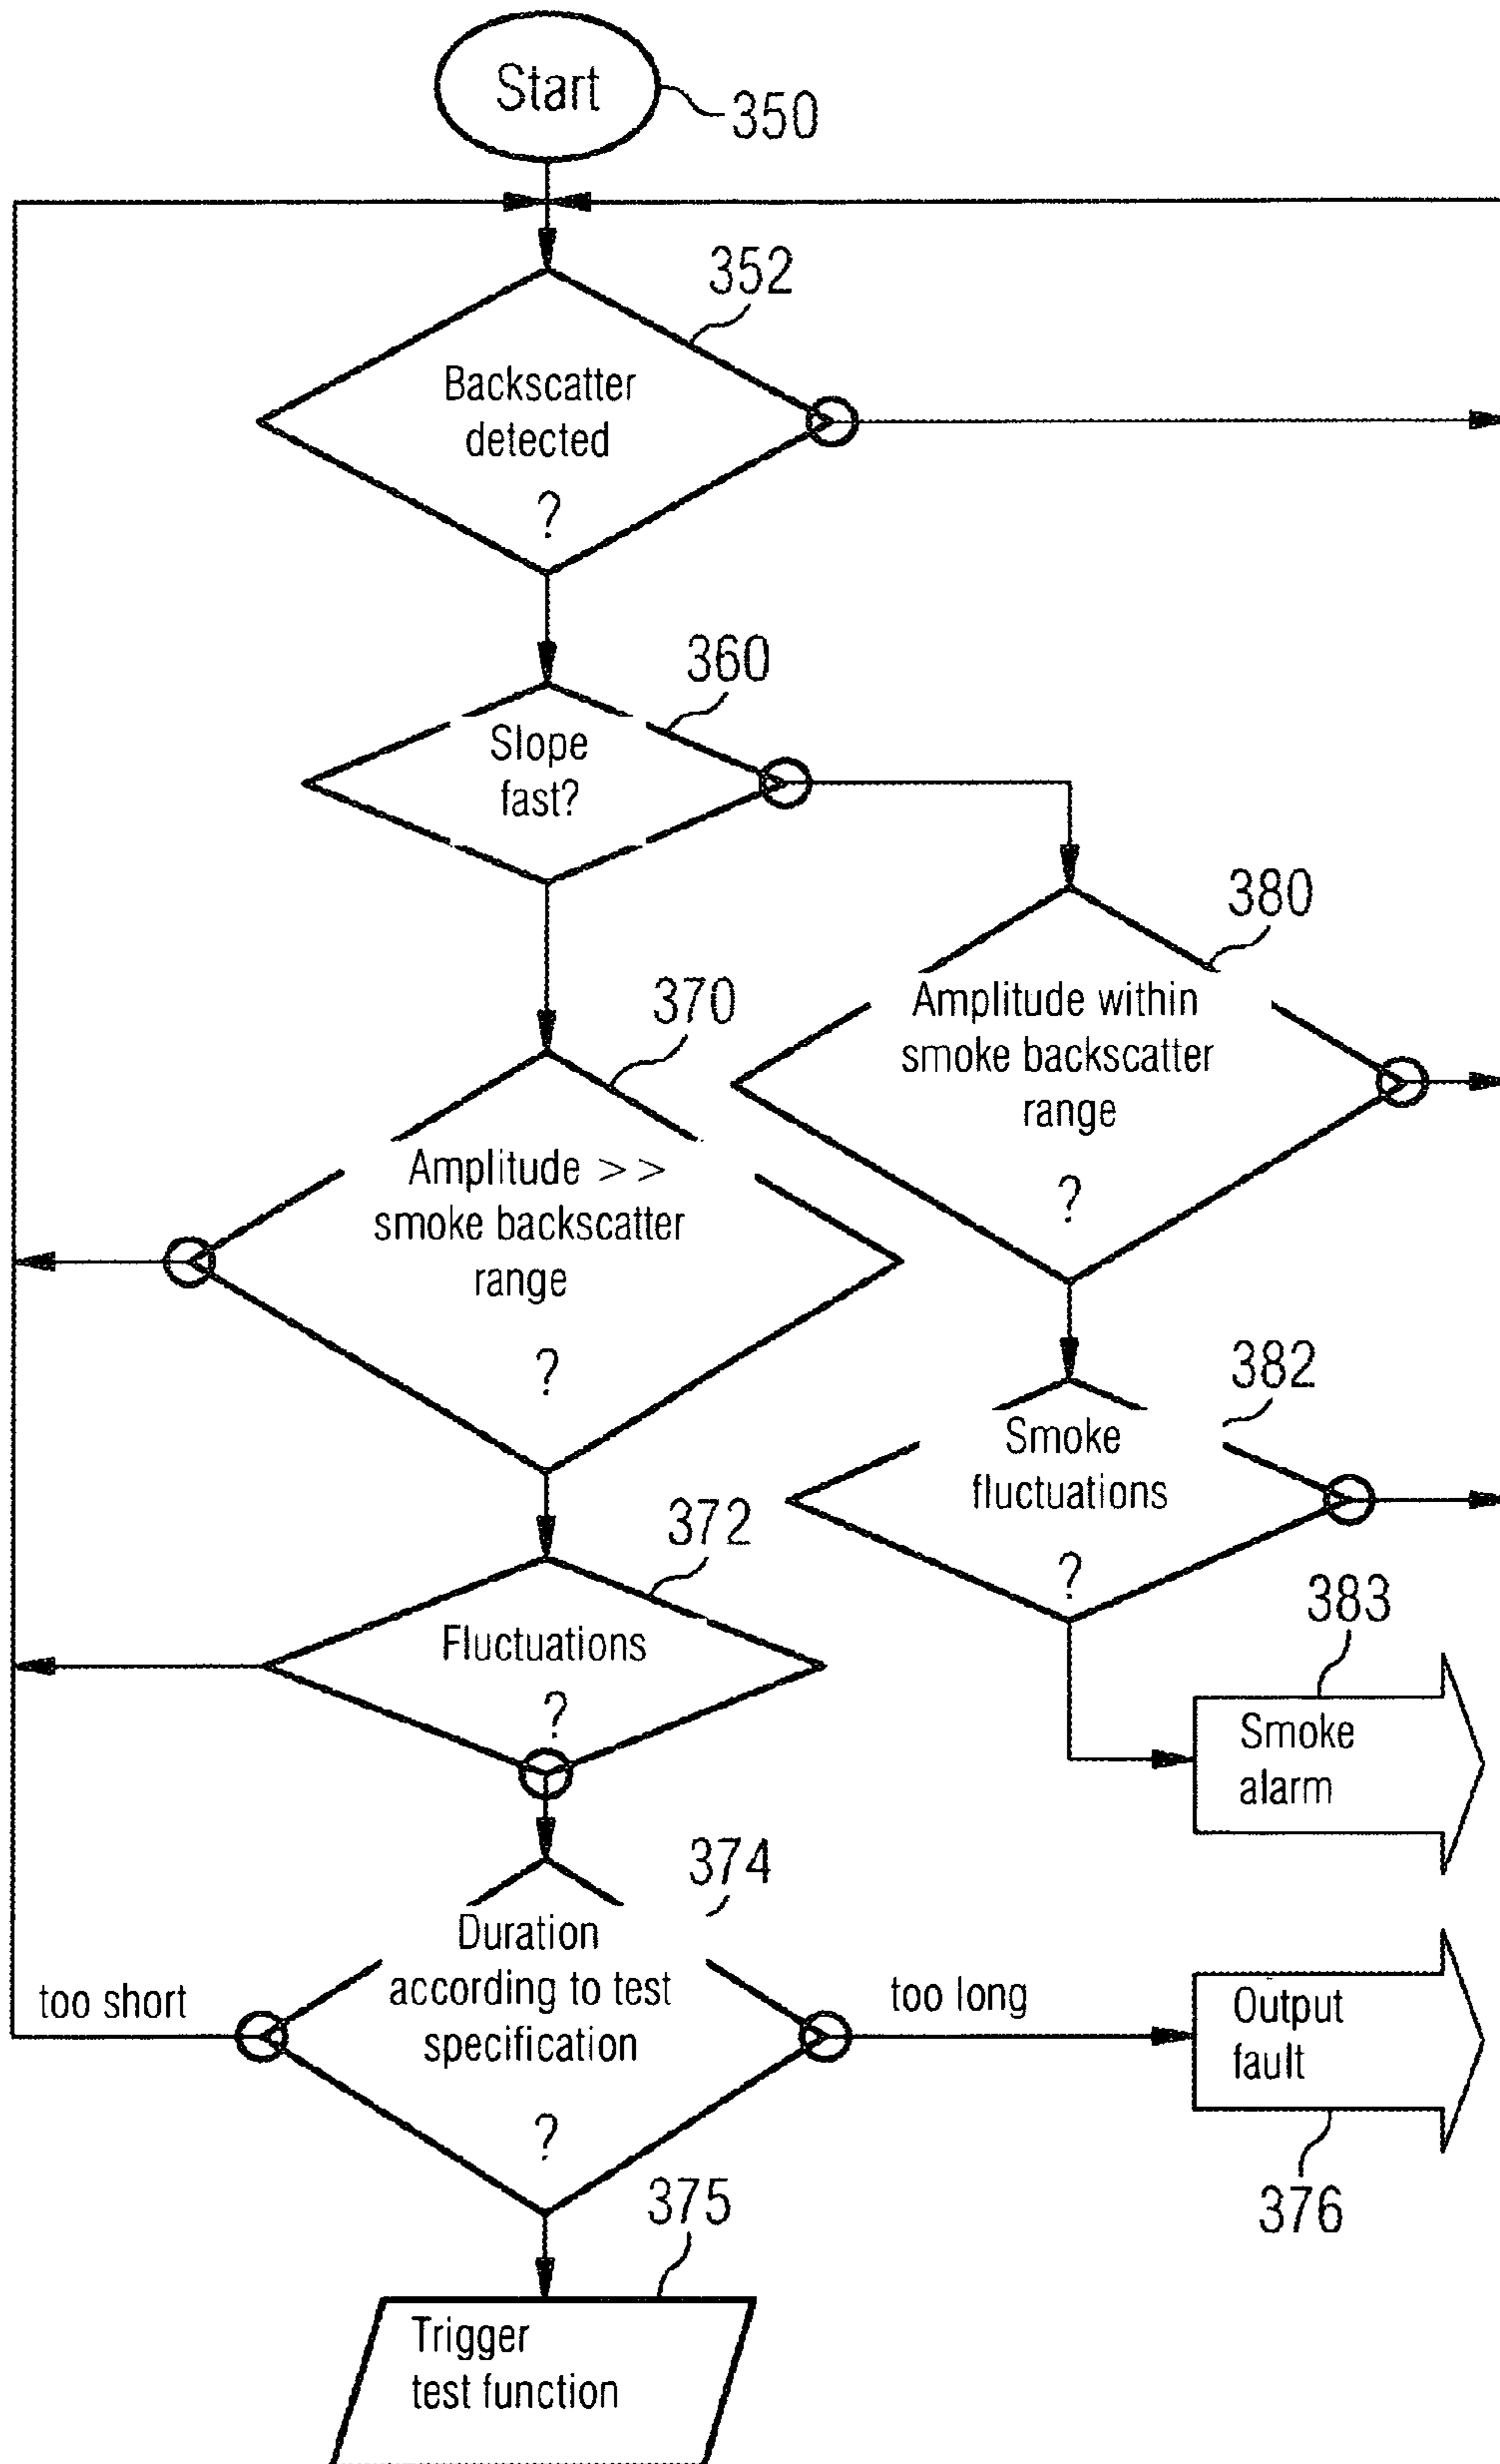 Start
350
352
Backscatter
detected
?
360
Slope
fast?
380
Amplitude within
smoke backscatter
range
?
370
Amplitude >>
smoke backscatter
range
?
382
Smoke
fluctuations
?
372
Fluctuations
?
383
Smoke
alarm
374
Duration
according to test
specification
?
too short
too long
Output
fault
376
375
Trigger
test function